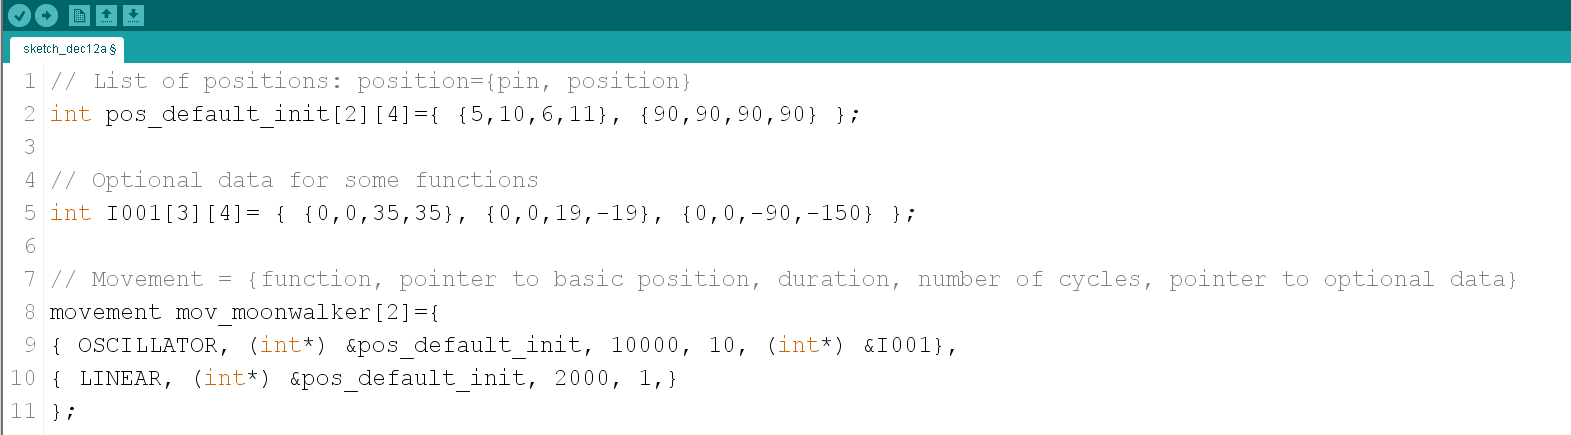 sketch_dec12a §
1 // List of positions: position={pin, position}
2 int pos_default_init[2][4]={ {5,10,6,11}, {90,90,90,90} };
3
4 // Optional data for some functions
5 int I001[3][4]= { {0,0,35,35}, {0,0,19,-19}, {0,0,-90,-150} };
6
7 // Movement = {function, pointer to basic position, duration, number of cycles, pointer to optional data}
8 movement mov_moonwalker[2]={
9 { OSCILLATOR, (int*) &pos_default_init, 10000, 10, (int*) &I001},
10 { LINEAR, (int*) &pos_default_init, 2000, 1,}
11 };